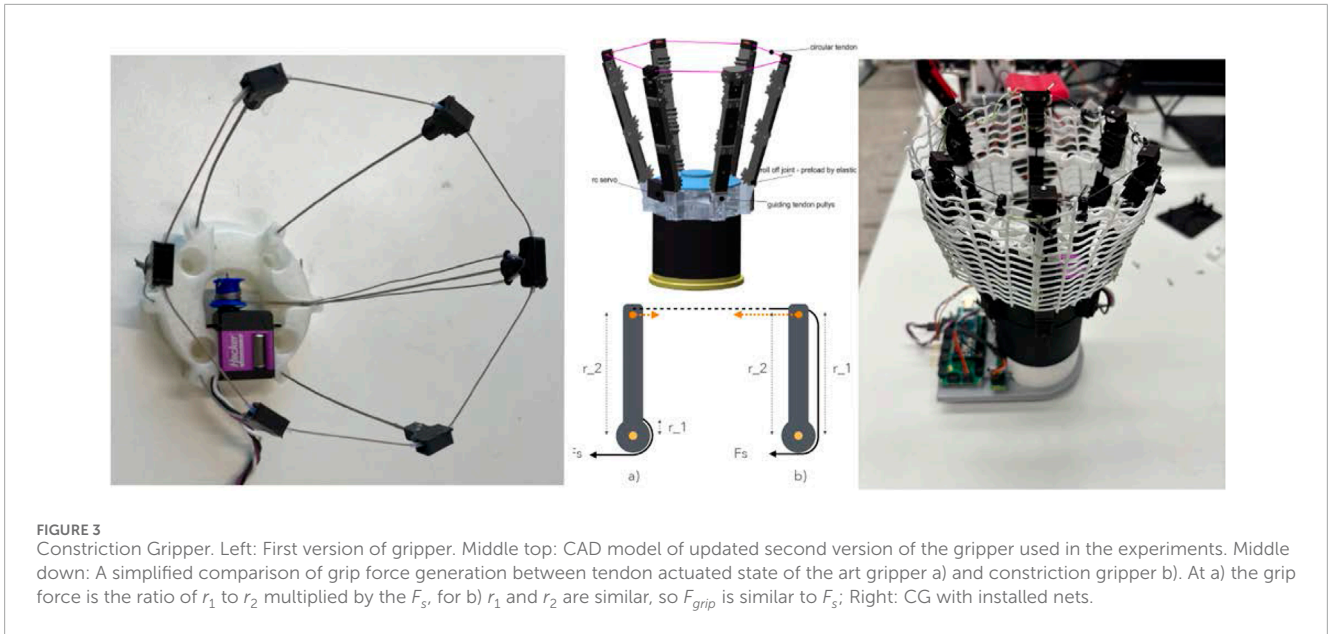 circular tendon
rc servo
roll off joint - preload by elastic
guiding tendon pullys
Hacker
r_2
r_1
r_2
r_1
Fs
Fs
a)
b)
FIGURE 3
Constriction Gripper. Left: First version of gripper. Middle top: CAD model of updated second version of the gripper used in the experiments. Middle
down: A simplified comparison of grip force generation between tendon actuated state of the art gripper a) and constriction gripper b). At a) the grip
force is the ratio of r₁ to r₂ multiplied by the Fₛ, for b) r₁ and r₂ are similar, so F_grip is similar to Fₛ; Right: CG with installed nets.